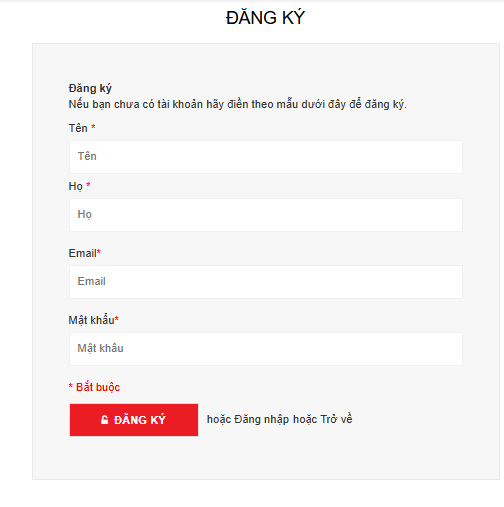 ĐĂNG KÝ
Đăng ký
Nếu bạn chưa có tài khoản hãy điền theo mẫu dưới đây để đăng ký.
Tên *
Tên
Họ *
Họ
Email*
Email
Mật khẩu*
Mật khẩu
* Bắt buộc
ĐĂNG KÝ hoặc Đăng nhập hoặc Trở về